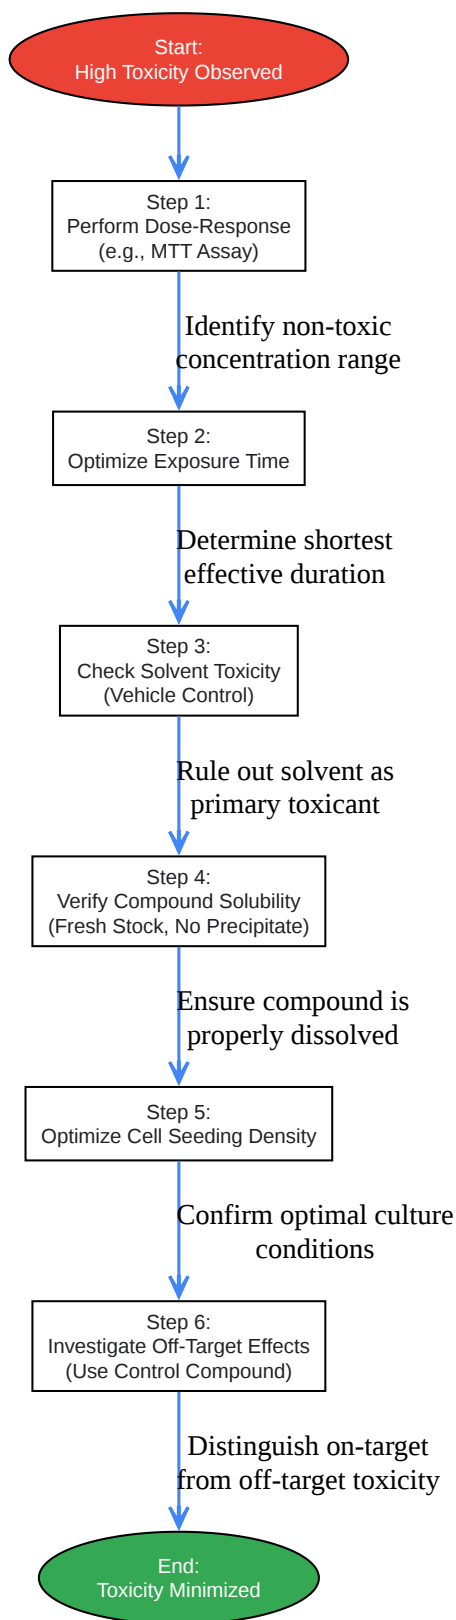 Start:
High Toxicity Observed
Step 1:
Perform Dose-Response
(e.g., MTT Assay)
Identify non-toxic
concentration range
Step 2:
Optimize Exposure Time
Determine shortest
effective duration
Step 3:
Check Solvent Toxicity
(Vehicle Control)
Rule out solvent as
primary toxicant
Step 4:
Verify Compound Solubility
(Fresh Stock, No Precipitate)
Ensure compound is
properly dissolved
Step 5:
Optimize Cell Seeding Density
Confirm optimal culture
conditions
Step 6:
Investigate Off-Target Effects
(Use Control Compound)
Distinguish on-target
from off-target toxicity
End:
Toxicity Minimized